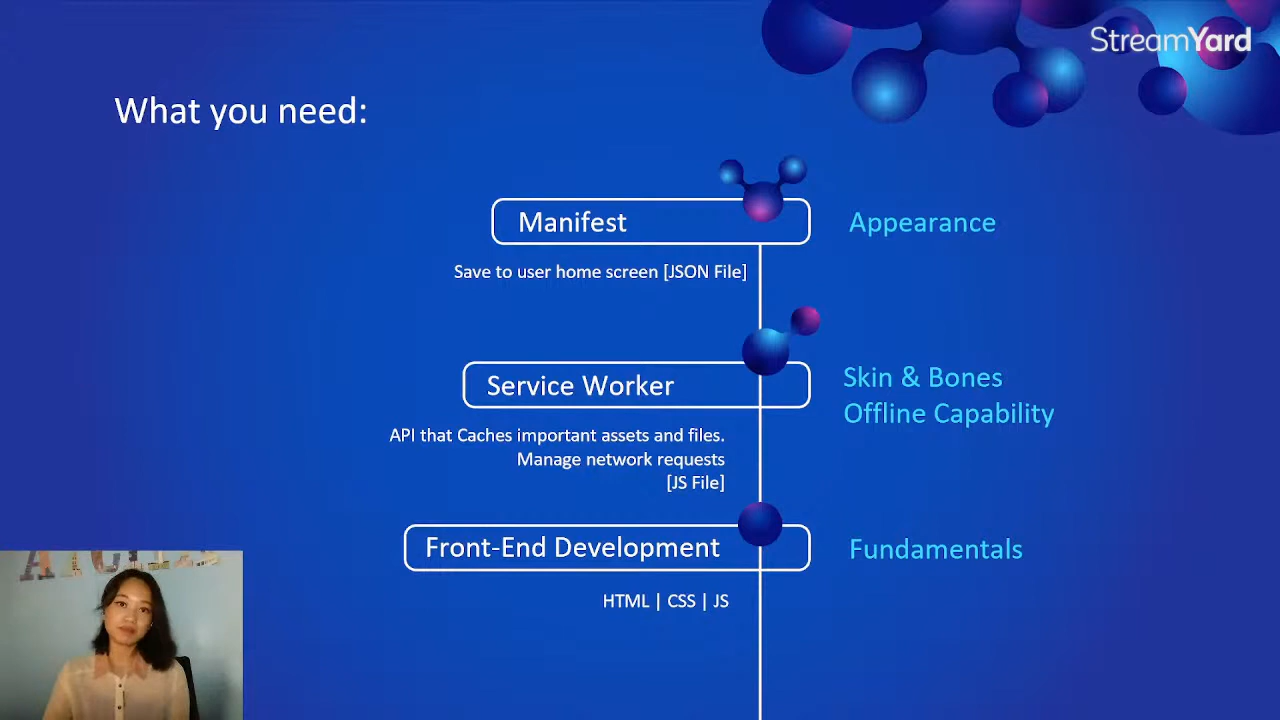 StreamYard
What you need:
Manifest
Appearance
Save to user home screen [JSON File]
Service Worker
Skin & Bones
Offline Capability
API that Caches important assets and files.
Manage network requests
[JS File]
Front-End Development
Fundamentals
HTML | CSS | JS